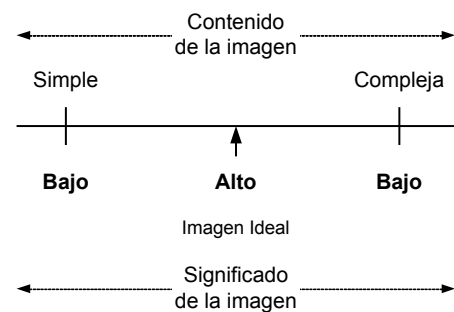 Contenido
de la imagen
Simple Compleja
Bajo Alto Bajo
Imagen Ideal
Significado
de la imagen